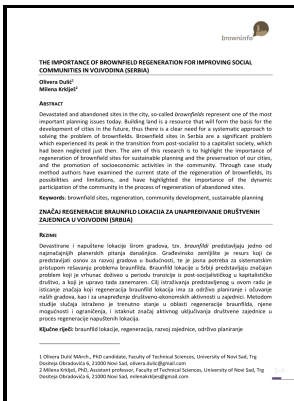 browninfo
THE IMPORTANCE OF BROWNFIELD REGENERATION FOR IMPROVING SOCIAL
COMMUNITIES IN VOJVODINA (SERBIA)
Olivera Dulić¹
Milena Krklješ²
ABSTRACT
Devastated and abandoned sites in the city, so-called brownfields represent one of the most
important planning issues today. Building land is a resource that will form the basis for the
development of cities in the future, thus there is a clear need for a systematic approach to
solving the problem of brownfields. Brownfield sites in Serbia are a significant problem
which experienced its peak in the transition from post-socialist to a capitalist society, which
had been neglected just then. The aim of this research is to highlight the importance of
regeneration of brownfield sites for sustainable planning and the preservation of our cities,
and the promotion of socioeconomic activities in the community. Through case study
method authors have examined the current state of the regeneration of brownfields, its
possibilities and limitations, and have highlighted the importance of the dynamic
participation of the community in the process of regeneration of abandoned sites.
Keywords: brownfield sites, regeneration, community development, sustainable planning
ZNAČAJ REGENERACIJE BRAUNFILD LOKACIJA ZA UNAPREĐIVANJE DRUŠTVENIH
ZAJEDNICA U VOJVODINI (SRBIJA)
REZIME
Devastirane i napuštene lokacije širom gradova, tzv. braunfildi predstavljaju jedno od
najznačajnijih planerskih pitanja današnjice. Građevinsko zemljište je resurs koji će
predstavljati osnov za razvoj gradova u budućnosti, te je jasna potreba za sistematskim
pristupom rešavanju problema braunfilda. Braunfild lokacije u Srbiji predstavljaju značajan
problem koji je vrhunac doživeo u periodu tranzicije iz postsocijalističkog u kapitalističko
društvo, a koji je upravo tada zanemaren. Cilj istraživanja predstavljenog u ovom radu je
isticanje značaja koji regeneracija braunfild lokacija ima za održivo planiranje i očuvanje
naših gradova, kao i za unapređenje društveno-ekonomskih aktivnosti u zajednici. Metodom
studije slučaja istraženo je trenutno stanje u oblasti regeneracije braunfilda, njene
mogućnosti i ograničenja, i istaknut značaj aktivnog uključivanja društvene zajednice u
procese regeneracije napuštenih lokacija.
Ključne riječi: braunfild lokacije, regeneracija, razvoj zajednice, održivo planiranje
1 Olivera Dulić MArch., PhD candidate, Faculty of Technical Sciences, University of Novi Sad, Trg
Dositeja Obradovića 6, 21000 Novi Sad, olivera.dulic@gmail.com
2 Milena Krklješ, PhD, Assistant professor, Faculty of Technical Sciences, University of Novi Sad, Trg
Dositeja Obradovića 6, 21000 Novi Sad, milenakrkljes@gmail.com